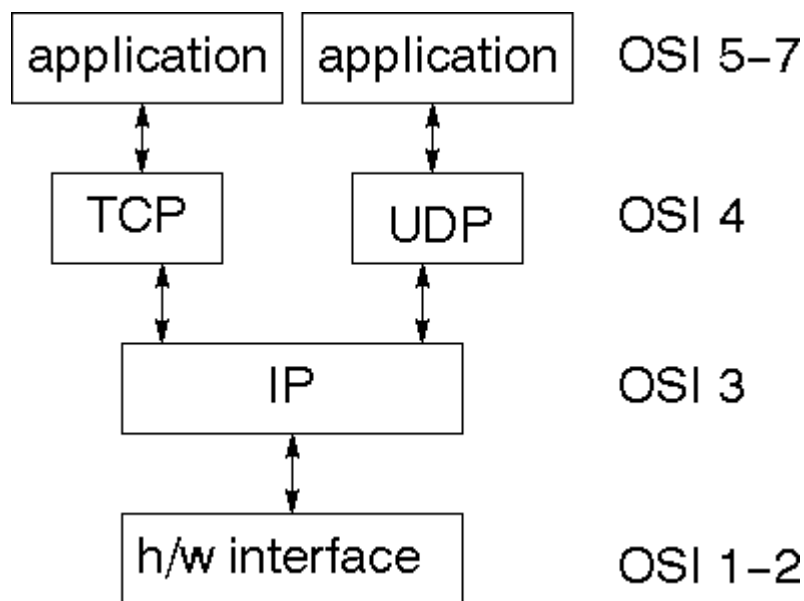 application application OSI 5–7
TCP UDP OSI 4
IP OSI 3
h/w interface OSI 1–2